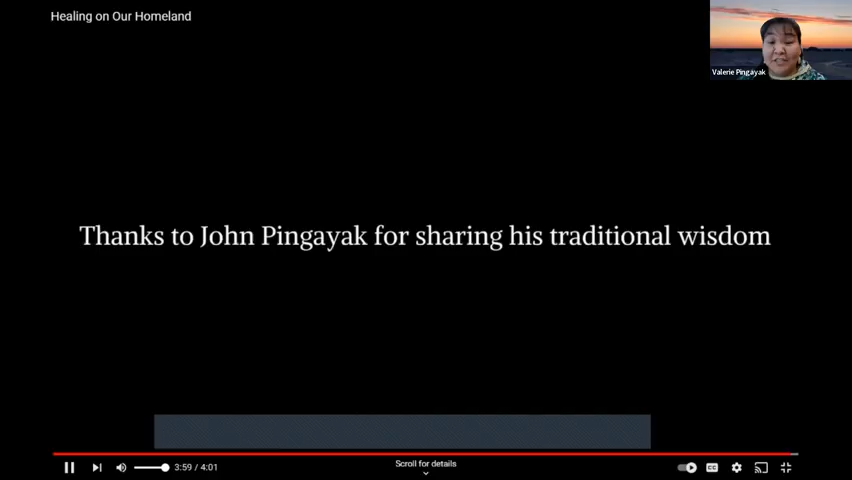 Healing on Our Homeland
Valerie Pingayak
Thanks to John Pingayak for sharing his traditional wisdom
3:59 / 4:01
Scroll for details
CC